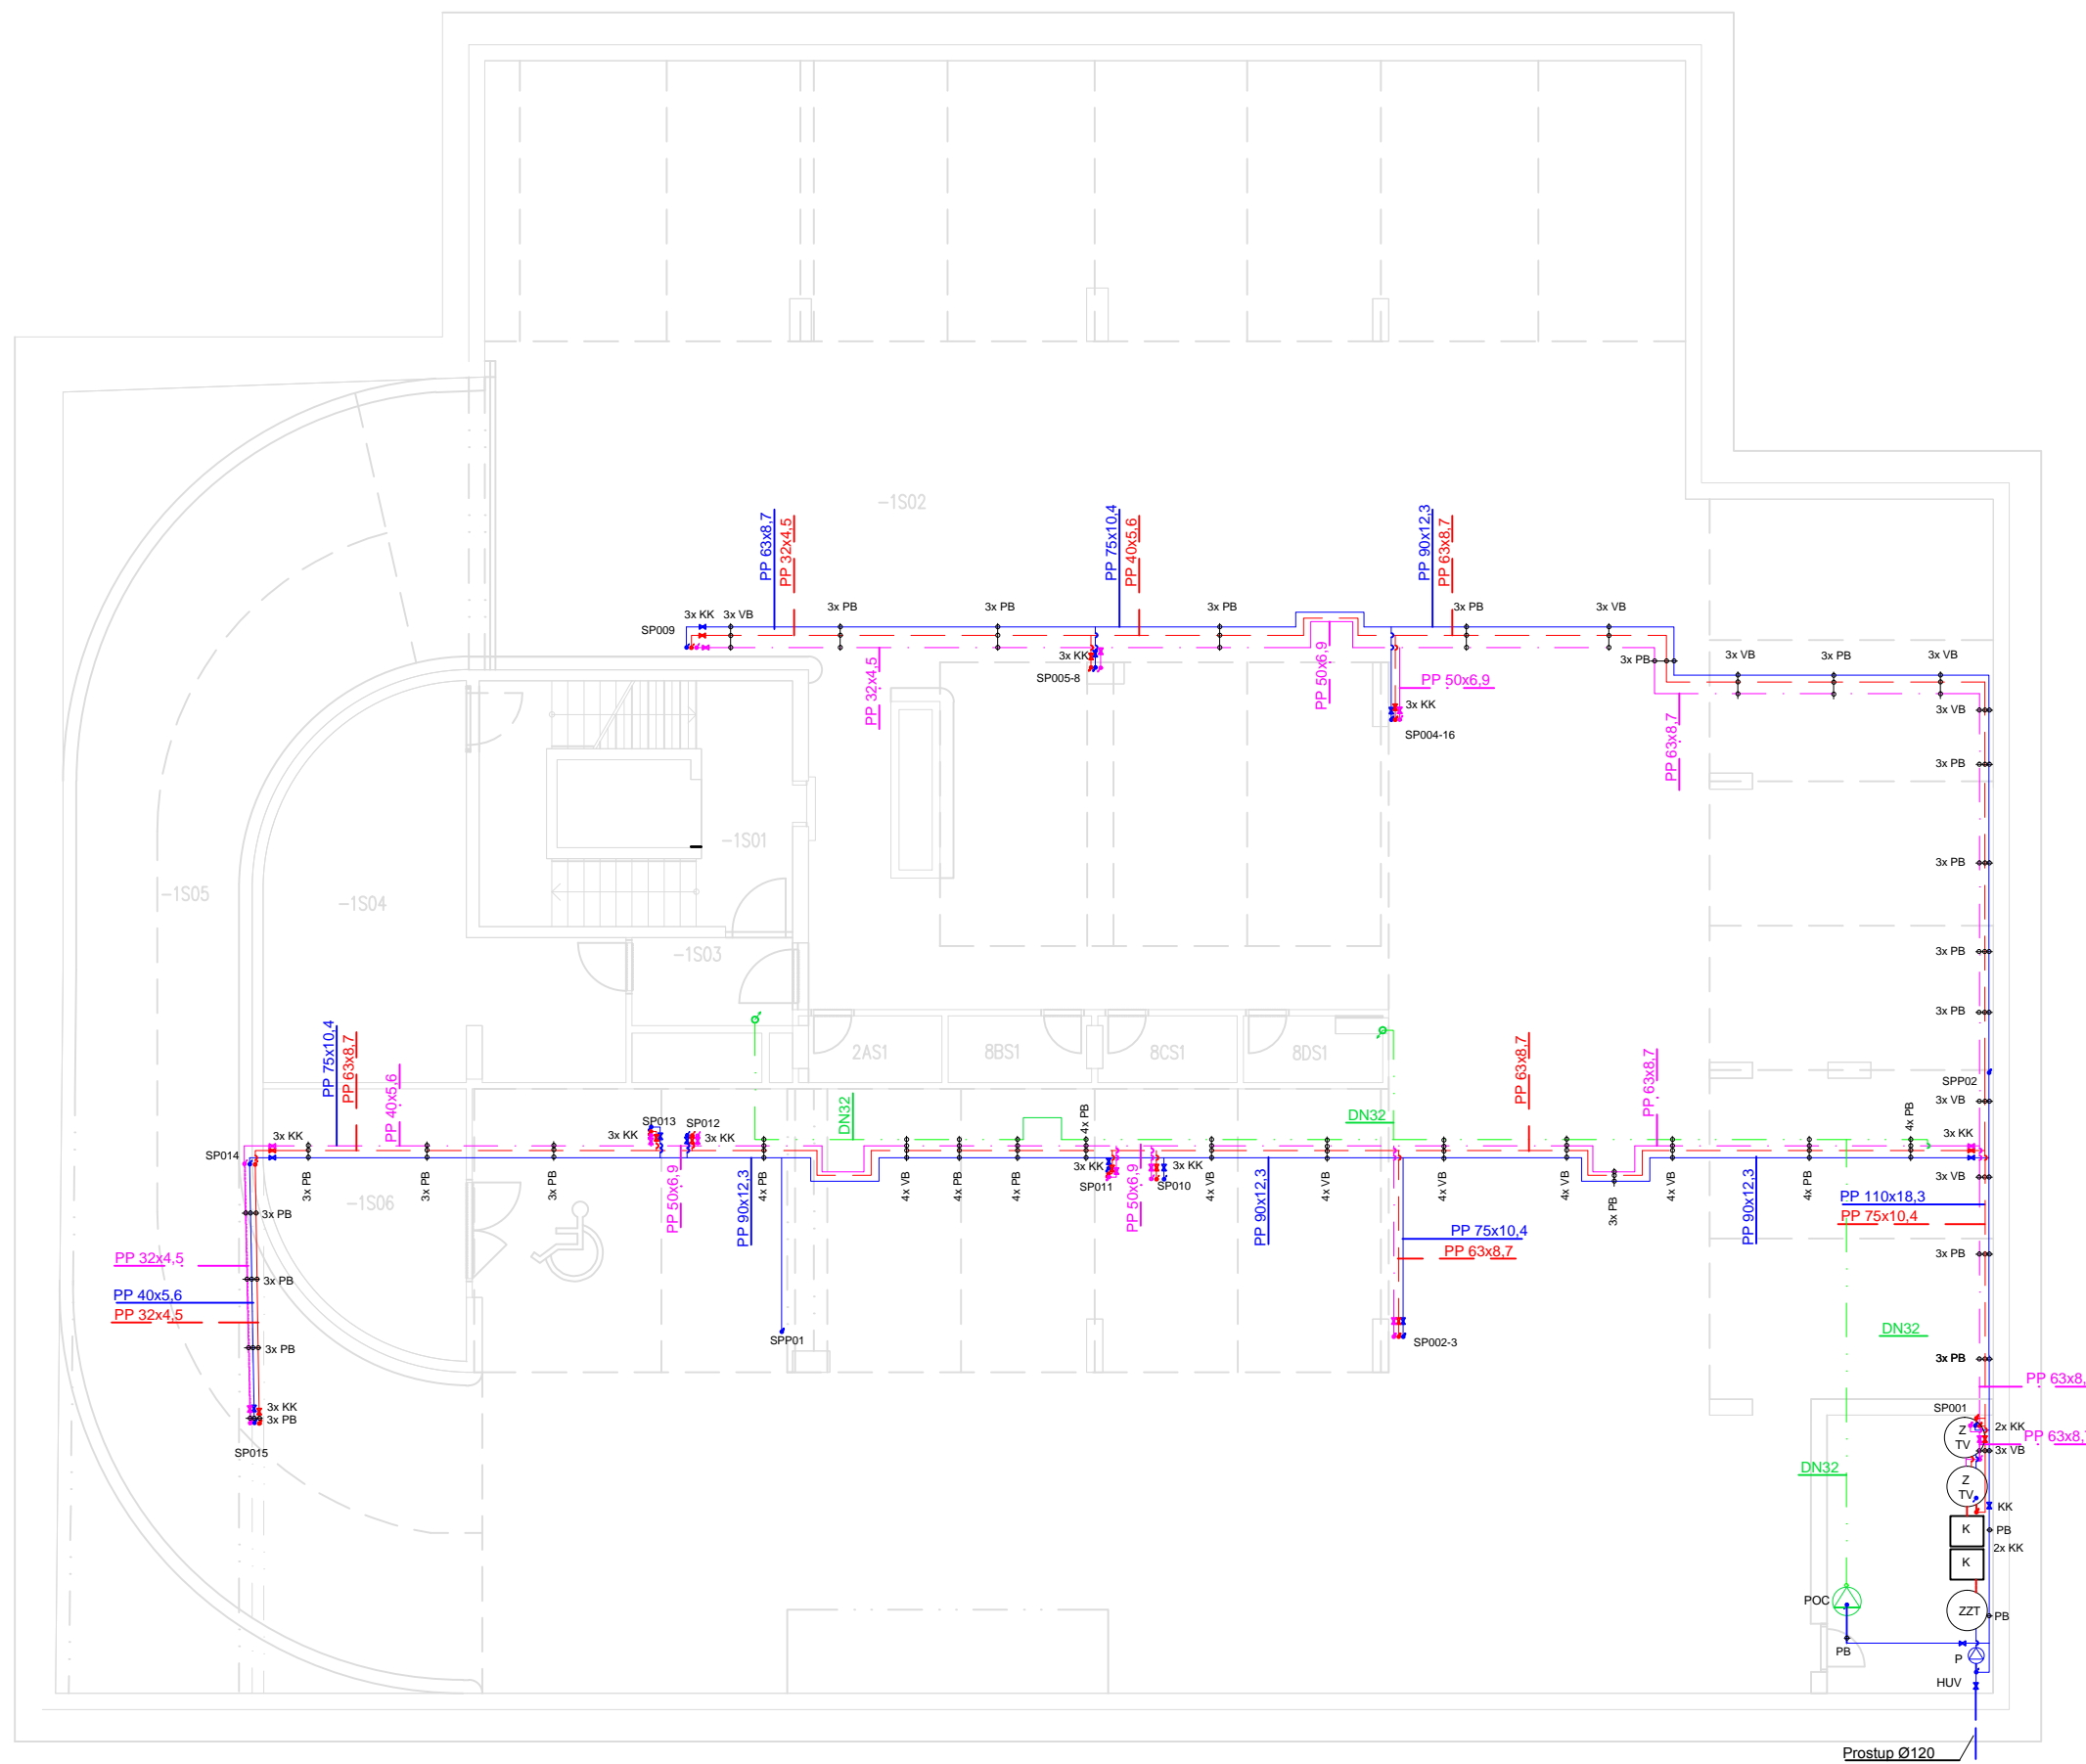 -1S02
PP 63x8,7
PP 32x4,5
PP 75x10,4
PP 40x5,6
PP 90x12,3
PP 63x8,7
3x KK
3x VB
3x PB
3x PB
3x PB
3x PB
3x VB
SP009
3x KK
SP005-8
PP 32x4,5
PP 50x6,9
PP 50x6,9
3x KK
SP004-16
3x PB
3x VB
3x PB
3x VB
PP 63x8,7
3x VB
3x PB
-1S01
3x PB
-1S05
-1S04
-1S03
3x PB
3x PB
PP 75x10,4
PP 63x8,7
PP 40x5,6
2AS1
8BS1
8CS1
8DS1
PP 63x8,7
PP 63x8,7
SPP02
3x VB
DN32
DN32
4x PB
4x PB
SP013
SP012
3x KK
3x KK
3x KK
3x KK
SP014
3x PB
3x PB
3x PB
4x PB
4x VB
4x PB
4x PB
3x KK
SP011
3x KK
SP010
4x VB
4x VB
4x VB
4x VB
3x PB
4x VB
4x PB
3x VB
-1S06
PP 50x6,9
PP 90x12,3
PP 50x6,9
PP 90x12,3
PP 90x12,3
PP 110x18,3
PP 75x10,4
3x PB
PP 75x10,4
PP 63x8,7
3x PB
PP 32x4,5
3x PB
PP 40x5,6
PP 32x4,5
SPP01
SP002-3
DN32
3x PB
3x PB
PP 63x8,
3x KK
3x PB
SP015
SP001
2x KK
Z
TV
PP 63x8,7
3x VB
DN32
Z
TV
KK
K
PB
2x KK
K
POC
ZZT
PB
PB
P
HUV
Prostup Ø120